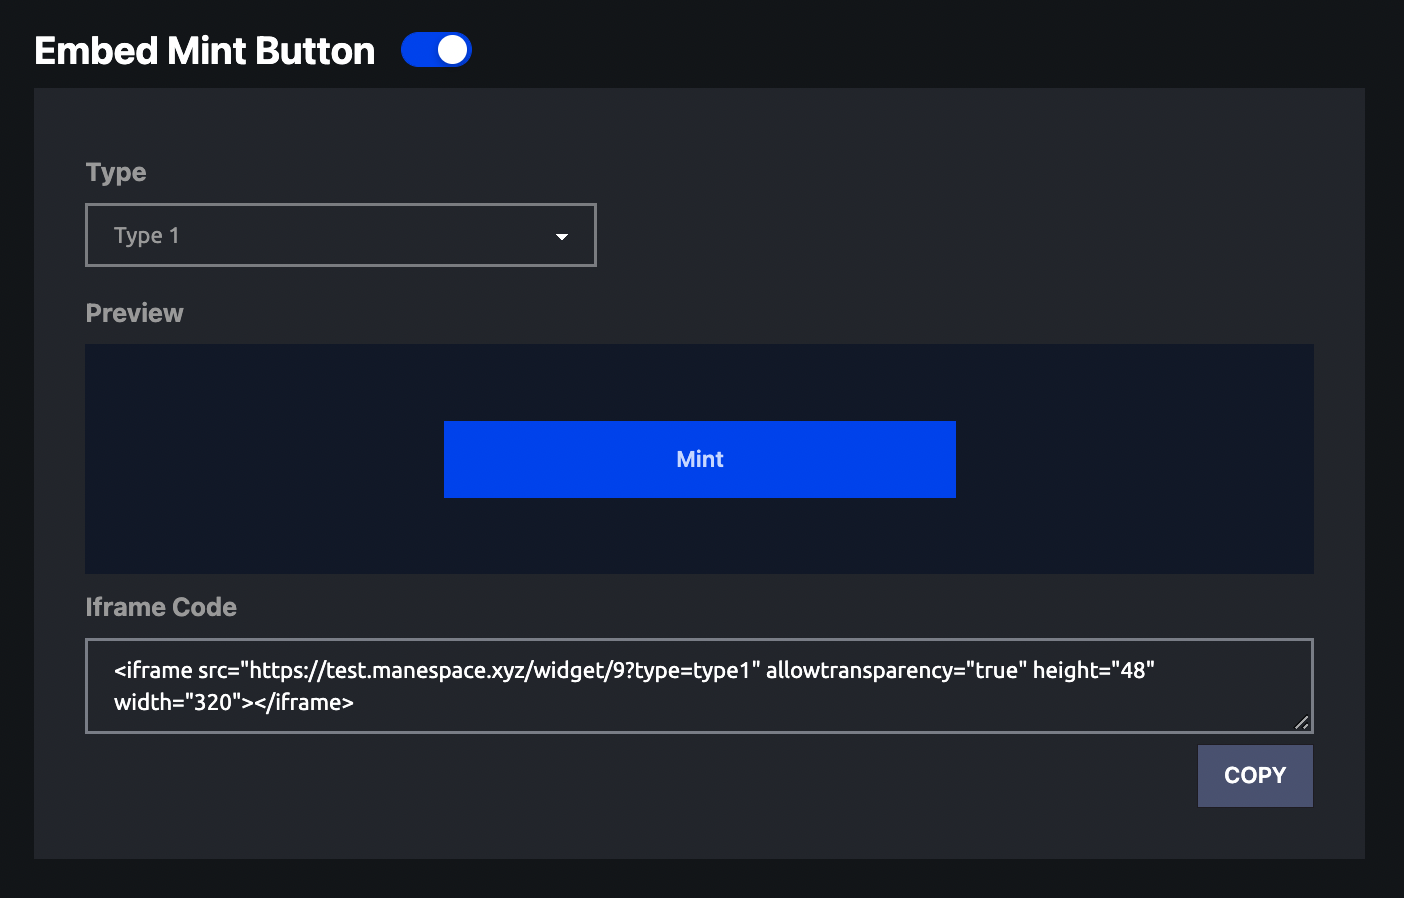 Embed Mint Button
Type
Type 1
Preview
Mint
Iframe Code
<iframe src="https://test.manespace.xyz/widget/9?type=type1" allowtransparency="true" height="48"
width="320"></iframe>
COPY